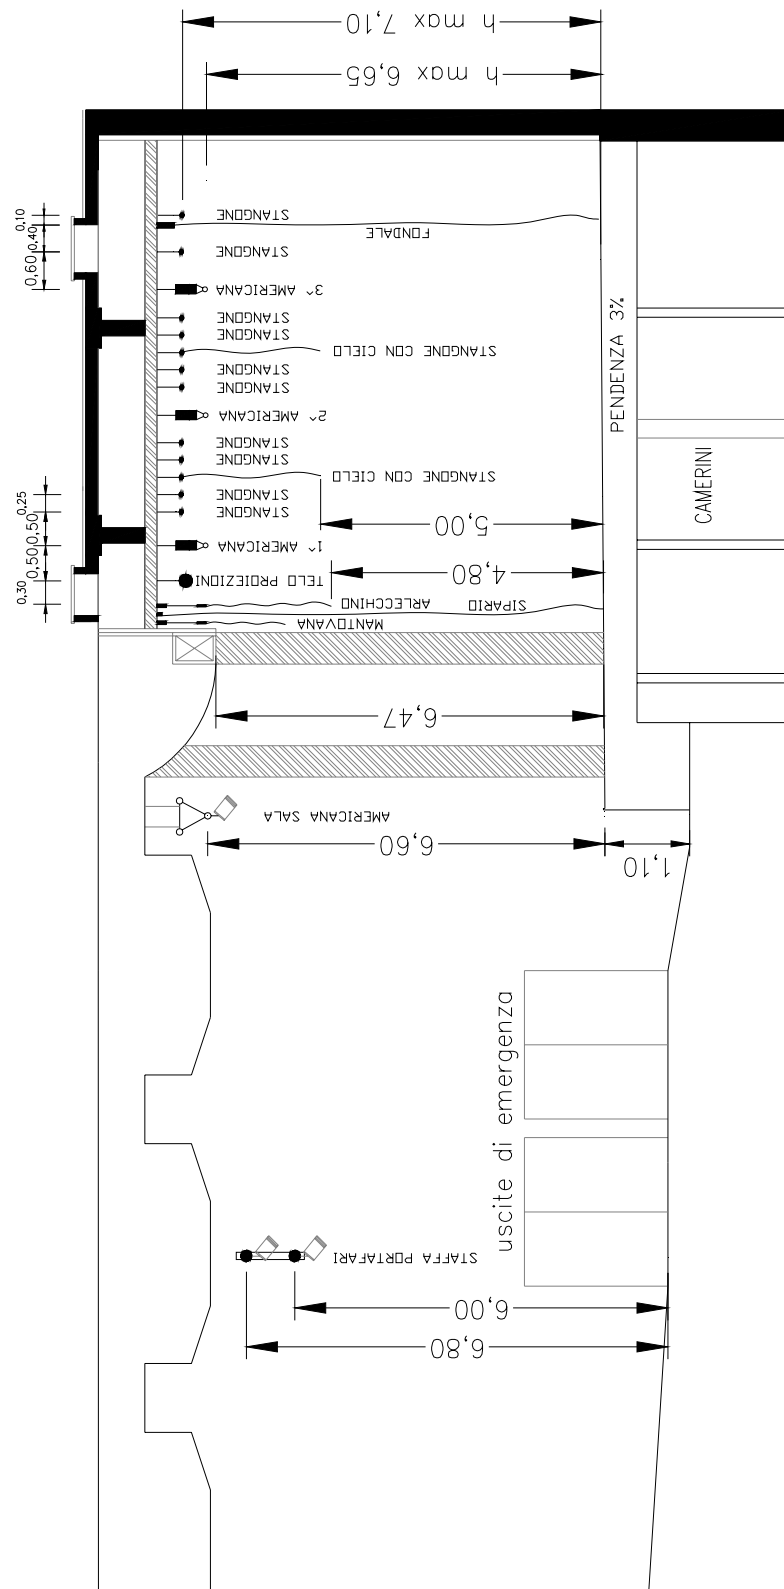 h max 7,10
h max 6,65
0,10
0,40
0,60
STANGONE
FONDALE
STANGONE
3^ AMERICANA
STANGONE
STANGONE
STANGONE CON CIELO
STANGONE
STANGONE
2^ AMERICANA
STANGONE
STANGONE
STANGONE CON CIELO
STANGONE
STANGONE
5,00
1^ AMERICANA
4,80
TELO PROIEZIONI
ARLECCHINO
SIPARIO
MANTOVANA
0,25
0,50
0,50
0,30
PENDENZA 3%
CAMERINI
6,47
AMERICANA SALA
6,60
1,10
uscite di emergenza
STAFFA PORTAFARI
6,00
6,80